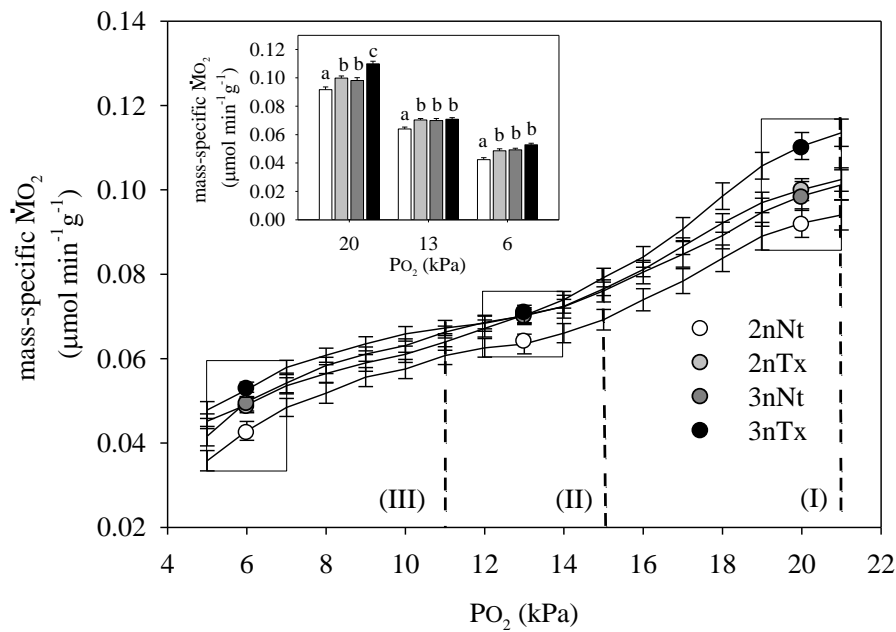 0.14
0.12
0.10
0.08
0.06
0.04
0.02
mass-specific ṀO₂
(μmol min⁻¹g⁻¹)
4 6 8 10 12 14 16 18 20 22
PO₂ (kPa)
0.12
0.10
0.08
0.06
0.04
0.02
0.00
mass-specific ṀO₂
(μmol min⁻¹g⁻¹)
a b b c
a b b b
a b b b
20 13 6
PO₂ (kPa)
2nNt
2nTx
3nNt
3nTx
(III) (II) (I)